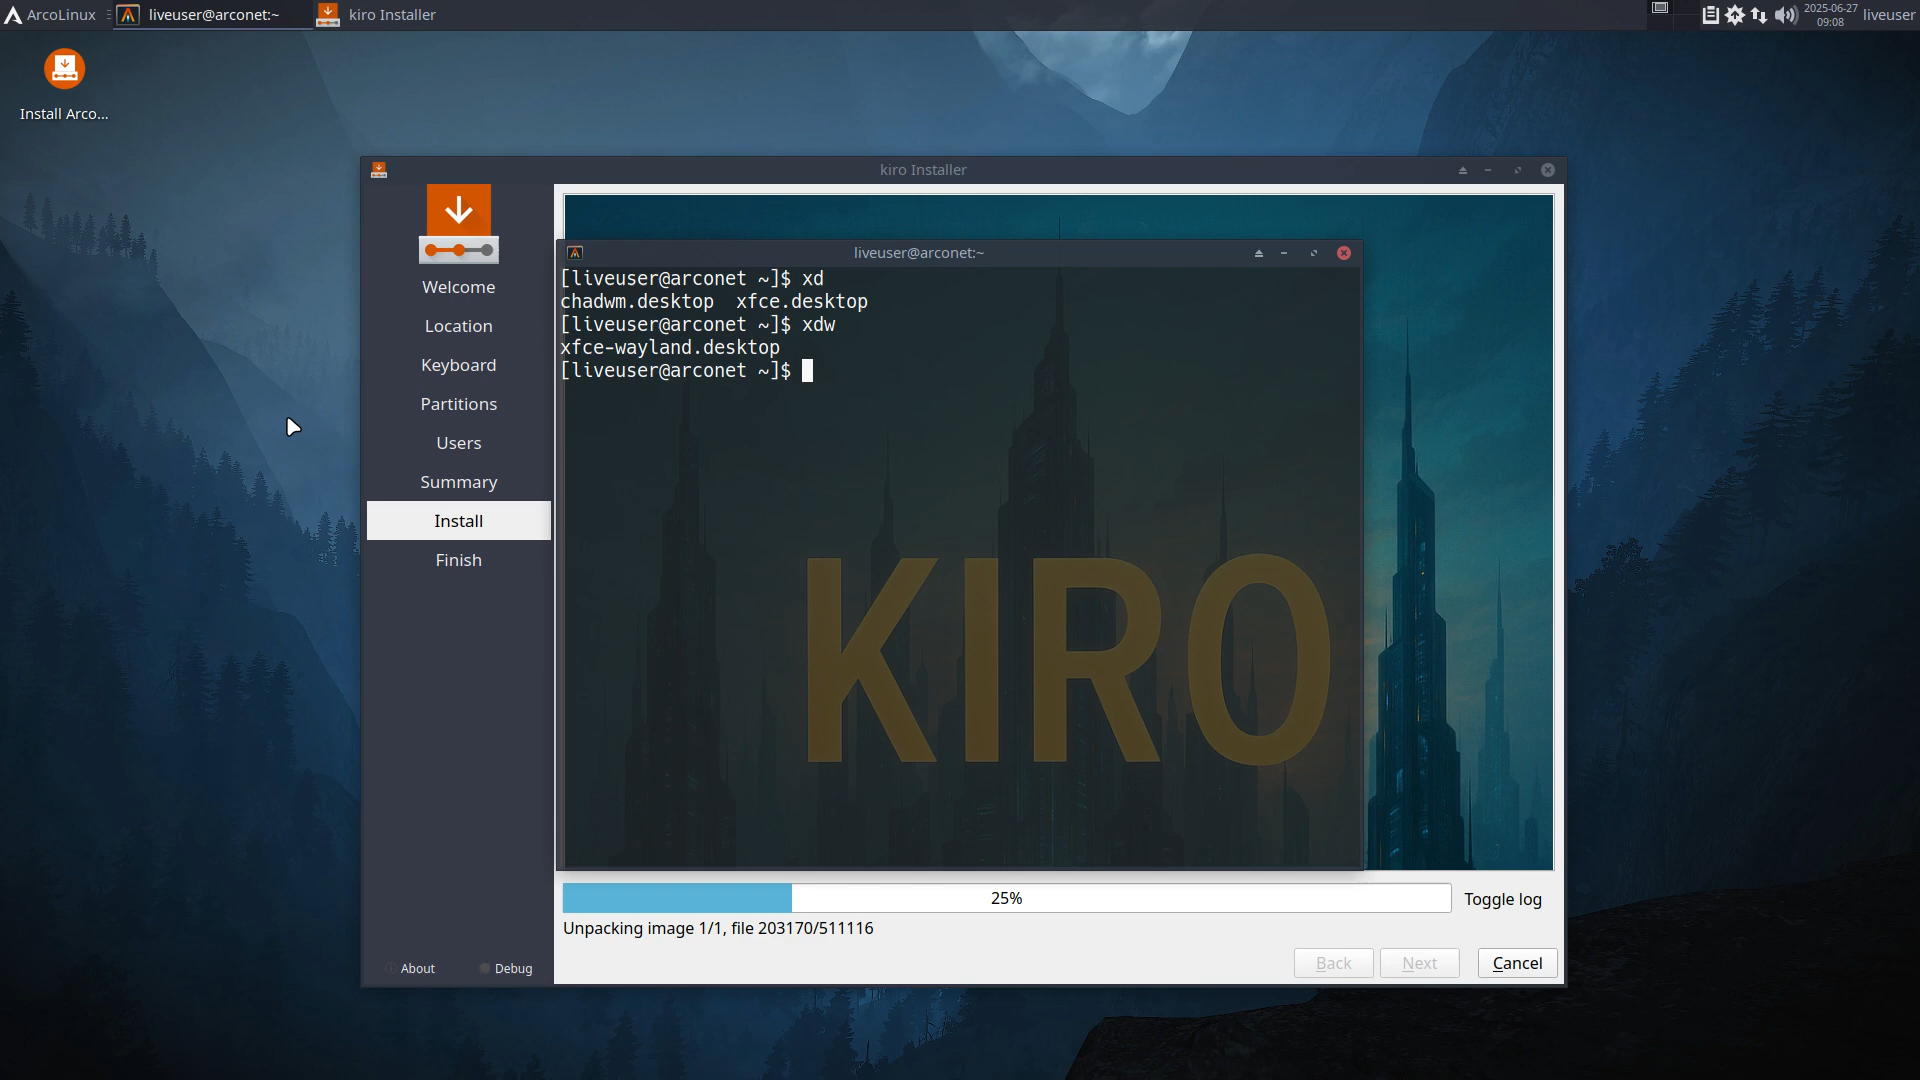 ArcoLinux
liveuser@arconet:~
kiro Installer
2025-06-27
09:08
liveuser
Install Arco...
kiro Installer
Welcome
Location
Keyboard
Partitions
Users
Summary
Install
Finish
About
Debug
liveuser@arconet:~
[liveuser@arconet ~]$ xd
chadwm.desktop  xfce.desktop
[liveuser@arconet ~]$ xdw
xfce-wayland.desktop
[liveuser@arconet ~]$
KIRO
25%
Toggle log
Unpacking image 1/1, file 203170/511116
Back
Next
Cancel